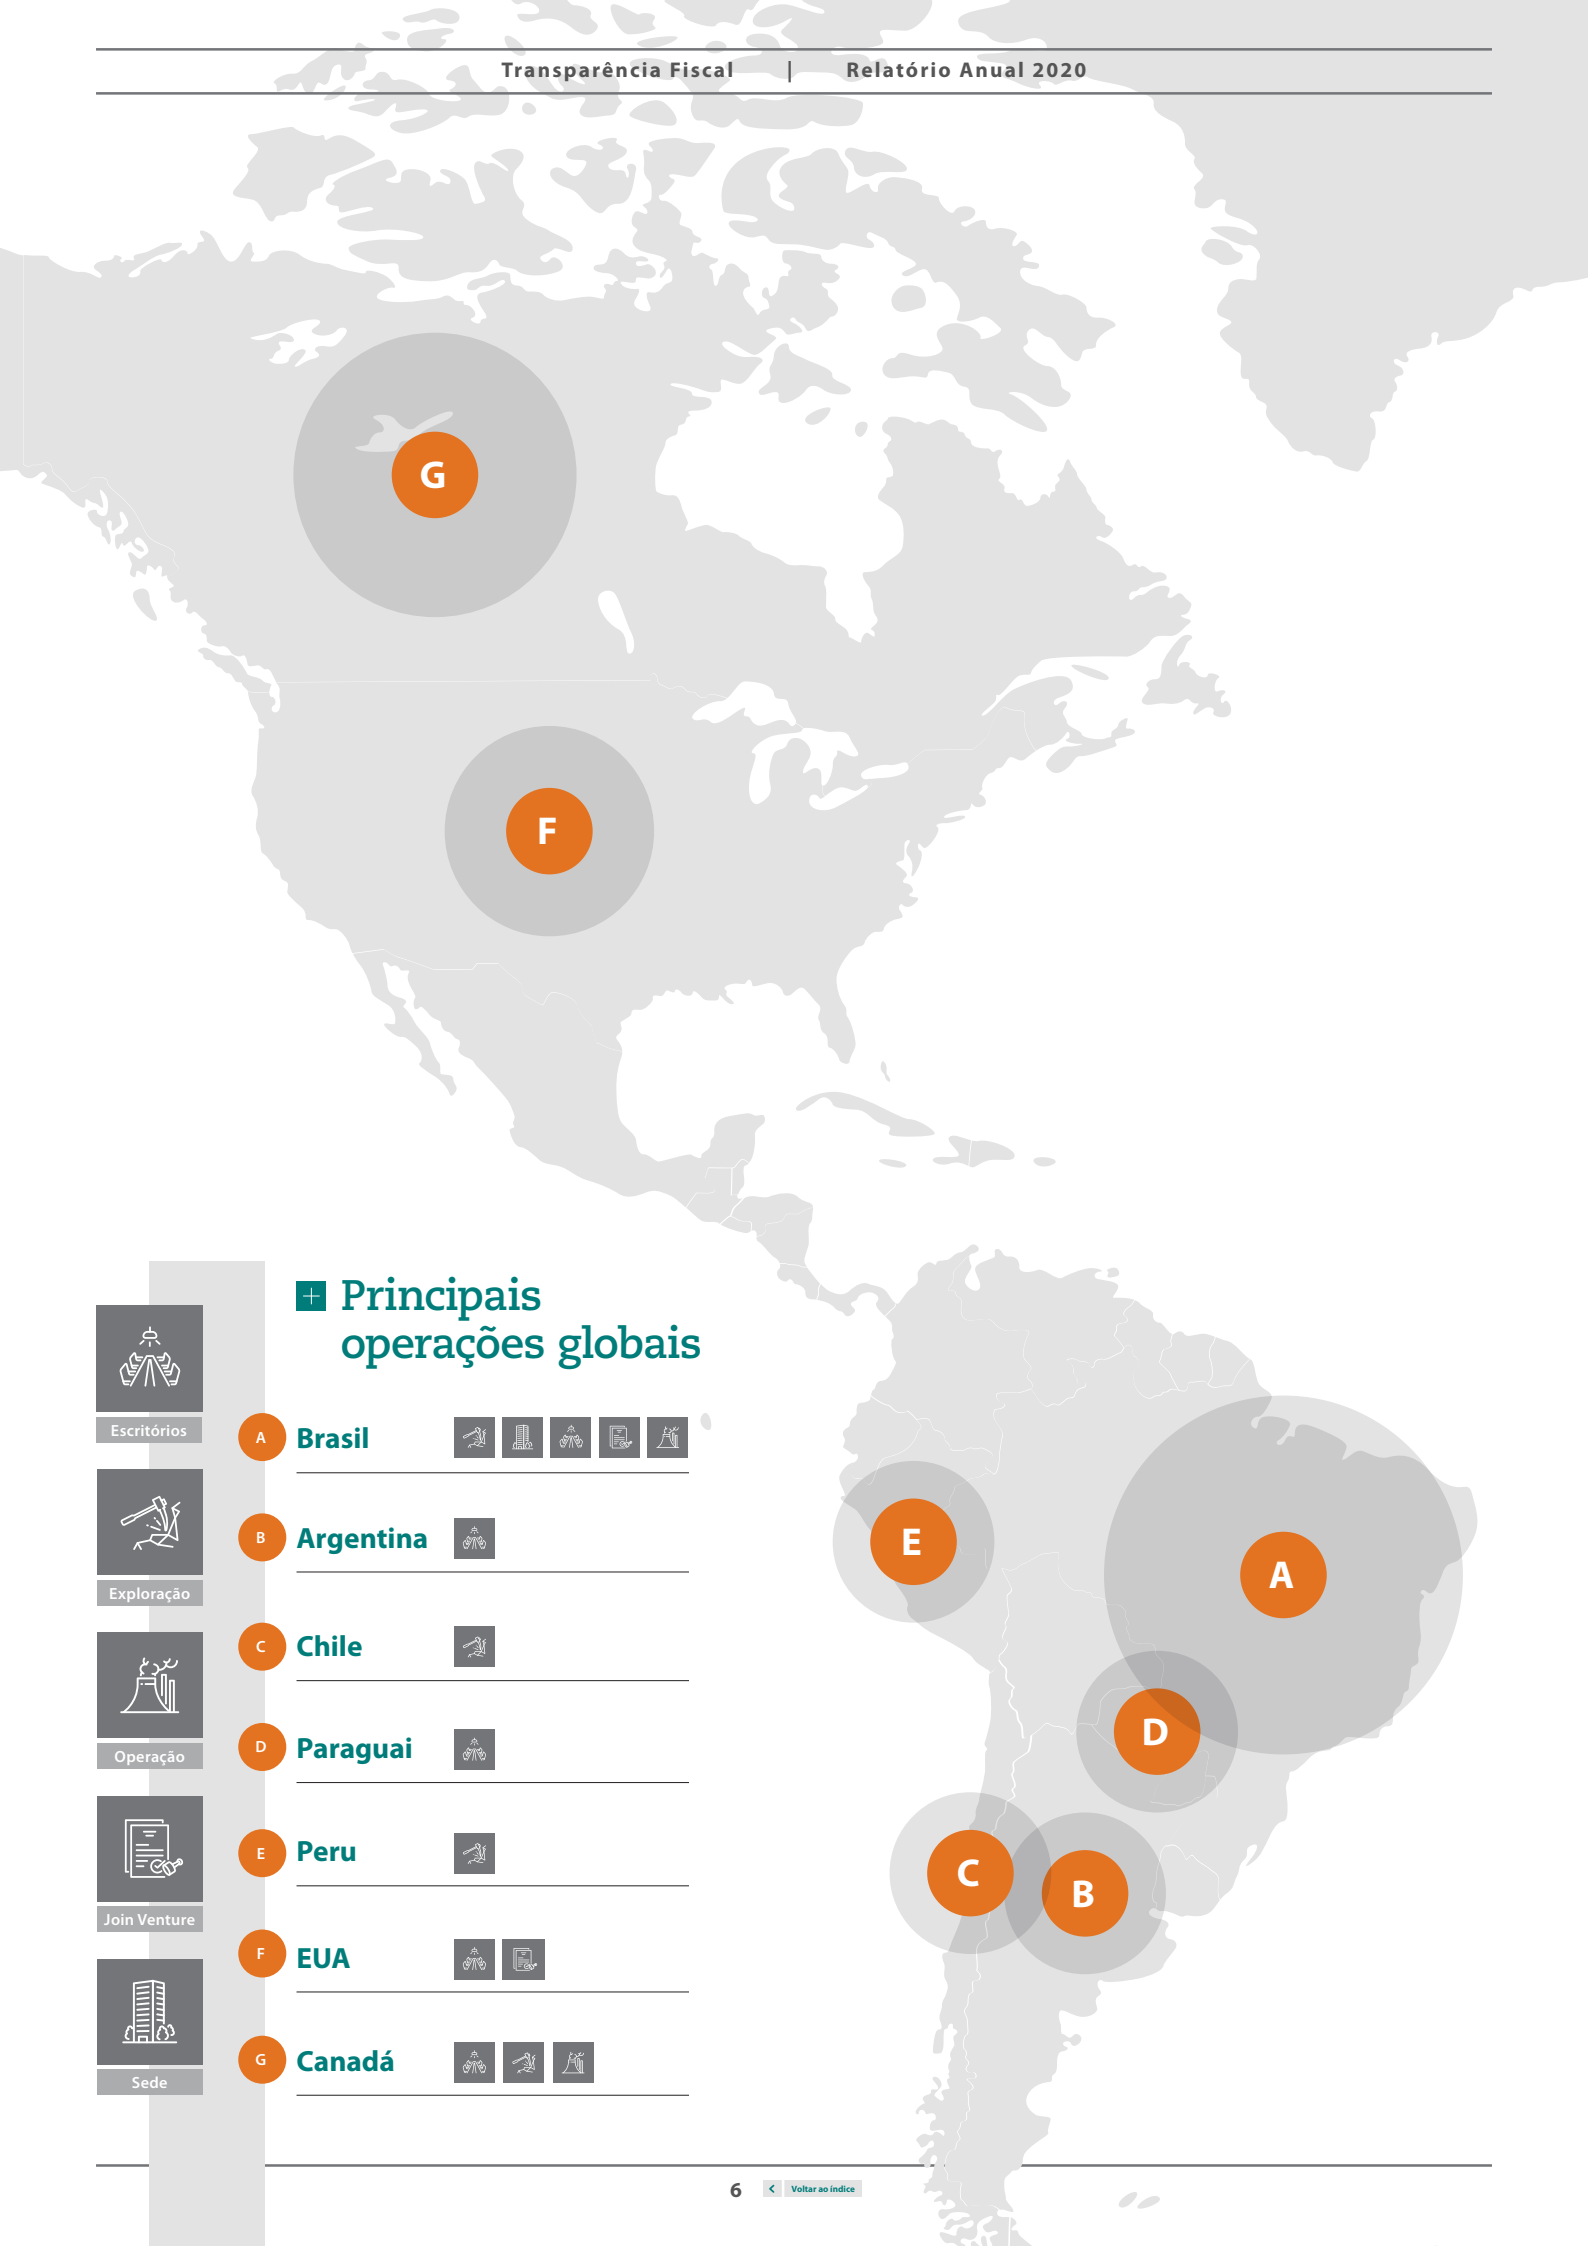 Transparência Fiscal | Relatório Anual 2020
G
F
Principais
operações globais
Escritórios
Exploração
Operação
Join Venture
Sede
A Brasil
B Argentina
C Chile
D Paraguai
E Peru
F EUA
G Canadá
E
A
D
C
B
6
Voltar ao índice